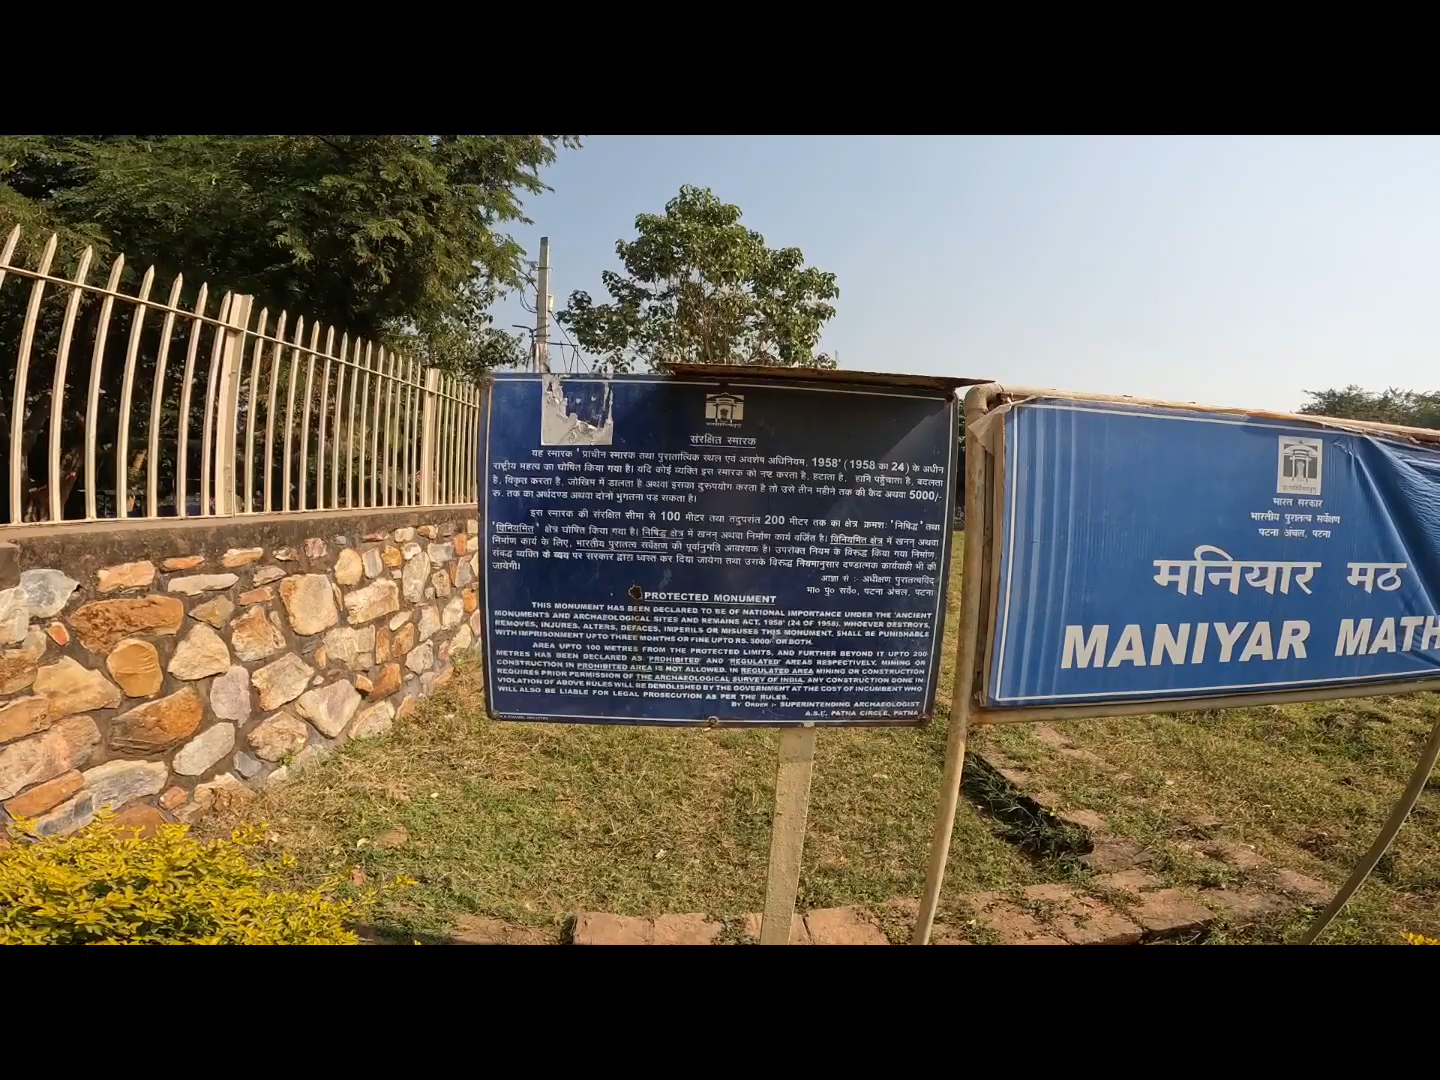 संरक्षित स्मारक
यह स्मारक ' प्राचीन स्मारक तथा पुरातात्विक स्थल एवं अवशेष अधिनियम, 1958' (1958 का 24) के अधीन
राष्ट्रीय महत्व का घोषित किया गया है। यदि कोई व्यक्ति इस स्मारक को नष्ट करता है, हटाता है, हानि पहुँचाता है, बदलता
है, विकृत करता है, जोखिम में डालता है अथवा इसका दुरूपयोग करता है तो उसे तीन महीने तक की कैद अथवा 5000/-
रु. तक का अर्थदण्ड अथवा दोनों भुगतना पड़ सकता है।
इस स्मारक की संरक्षित सीमा से 100 मीटर तथा तदुपरांत 200 मीटर तक का क्षेत्र क्रमशः 'निषिद्ध' तथा
'विनियमित' क्षेत्र घोषित किया गया है। निषिद्ध क्षेत्र में खनन् अथवा निर्माण कार्य वर्जित है। विनियमित क्षेत्र में खनन् अथवा
निर्माण कार्य के लिए, भारतीय पुरातत्व सर्वेक्षण की पूर्वानुमति आवश्यक है। उपरोक्त नियम के विरूद्ध किया गया निर्माण,
संबद्ध व्यक्ति के व्यय पर सरकार द्वारा ध्वस्त कर दिया जायेगा तथा उसके विरूद्ध नियमानुसार दण्डात्मक कार्यवाही भी की
जायेगी।
आज्ञा से :- अधीक्षण पुरातत्वविद्
भा० पु० सर्वे०, पटना अंचल, पटना
PROTECTED MONUMENT
THIS MONUMENT HAS BEEN DECLARED TO BE OF NATIONAL IMPORTANCE UNDER THE 'ANCIENT
MONUMENTS AND ARCHAEOLOGICAL SITES AND REMAINS ACT, 1958' (24 OF 1958). WHOEVER DESTROYS,
REMOVES, INJURES, ALTERS, DEFACES, IMPERILS OR MISUSES THIS MONUMENT, SHALL BE PUNISHABLE
WITH IMPRISONMENT UPTO THREE MONTHS OR FINE UPTO RS. 5000/- OR BOTH.
AREA UPTO 100 METRES FROM THE PROTECTED LIMITS, AND FURTHER BEYOND IT UPTO 200
METRES HAS BEEN DECLARED AS 'PROHIBITED' AND 'REGULATED' AREAS RESPECTIVELY. MINING OR
CONSTRUCTION IN PROHIBITED AREA IS NOT ALLOWED. IN REGULATED AREA MINING OR CONSTRUCTION
REQUIRES PRIOR PERMISSION OF THE ARCHAEOLOGICAL SURVEY OF INDIA. ANY CONSTRUCTION DONE IN
VIOLATION OF ABOVE RULES WILL BE DEMOLISHED BY THE GOVERNMENT AT THE COST OF INCUMBENT WHO
WILL ALSO BE LIABLE FOR LEGAL PROSECUTION AS PER THE RULES.
BY ORDER :- SUPERINTENDING ARCHAEOLOGIST
A.S.I., PATNA CIRCLE, PATNA
भारत सरकार
भारतीय पुरातत्व सर्वेक्षण
पटना अंचल, पटना
मनियार मठ
MANIYAR MATH